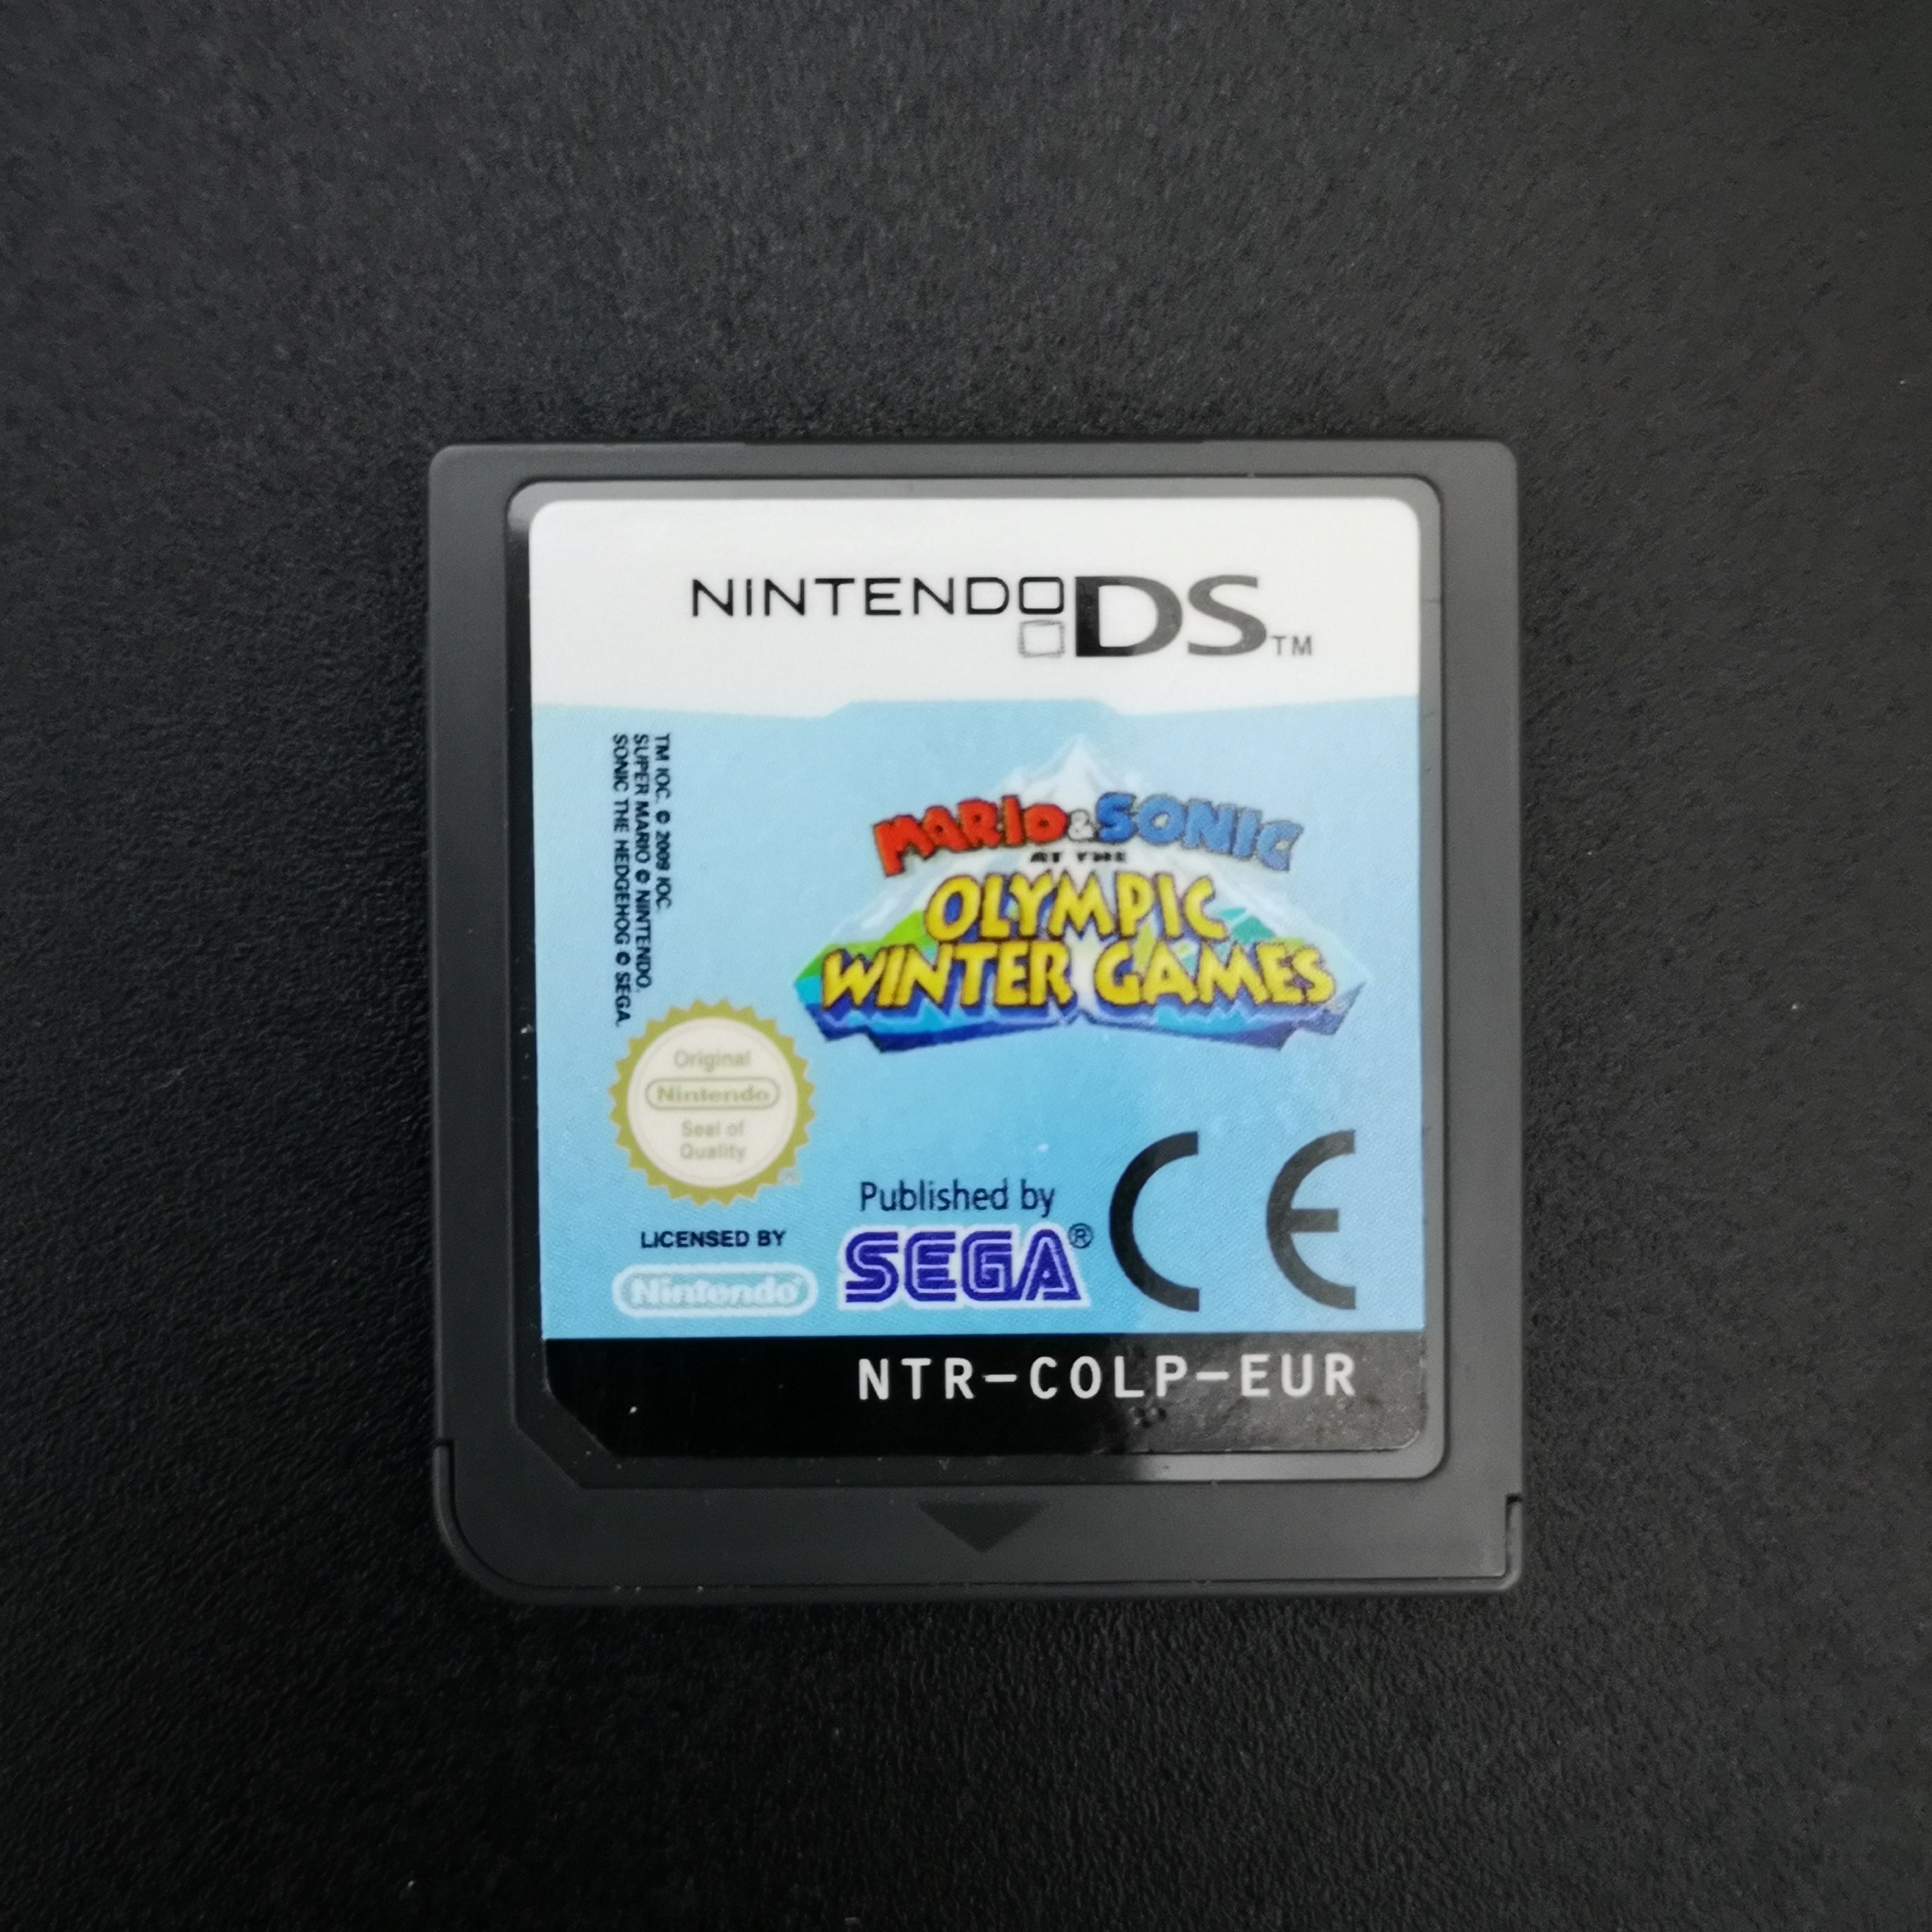 NINTENDO DS TM
TM IOC. © 2009 IOC.
SUPER MARIO © NINTENDO.
SONIC THE HEDGEHOG © SEGA.
MARIO & SONIC
AT THE
OLYMPIC
WINTER GAMES
Original
Nintendo
Seal of
Quality
LICENSED BY
Nintendo®
Published by
SEGA®
CE
NTR-COLP-EUR